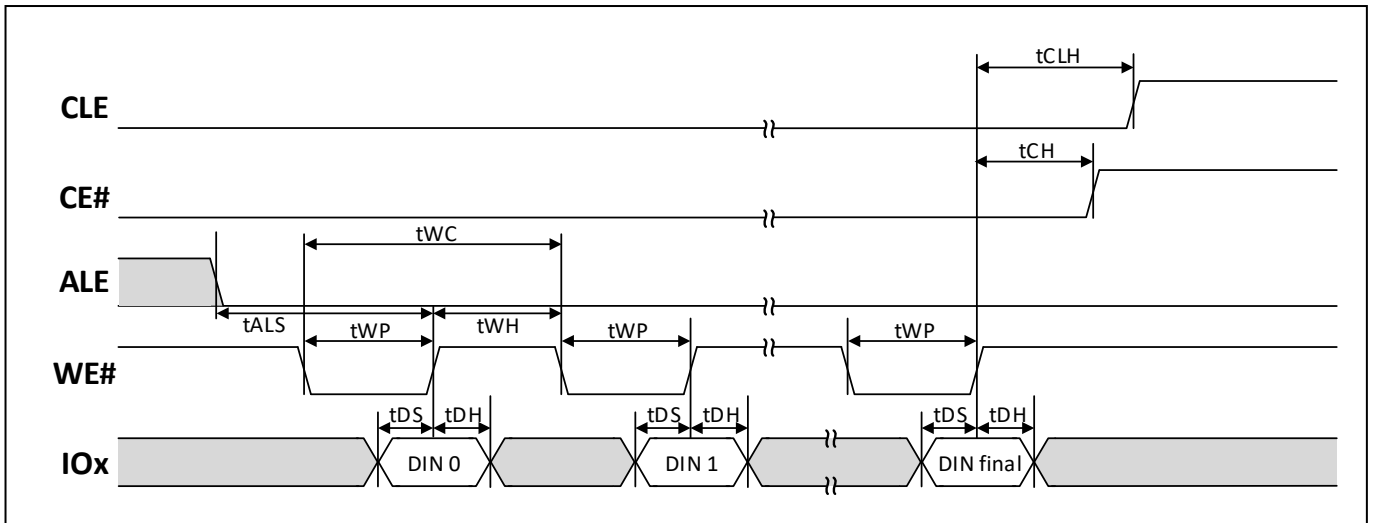 tCLH
CLE
tCH
CE#
tWC
ALE
tALS
tWP tWH tWP tWP
WE#
tDS tDH tDS tDH tDS tDH
IOx DIN 0 DIN 1 DIN final